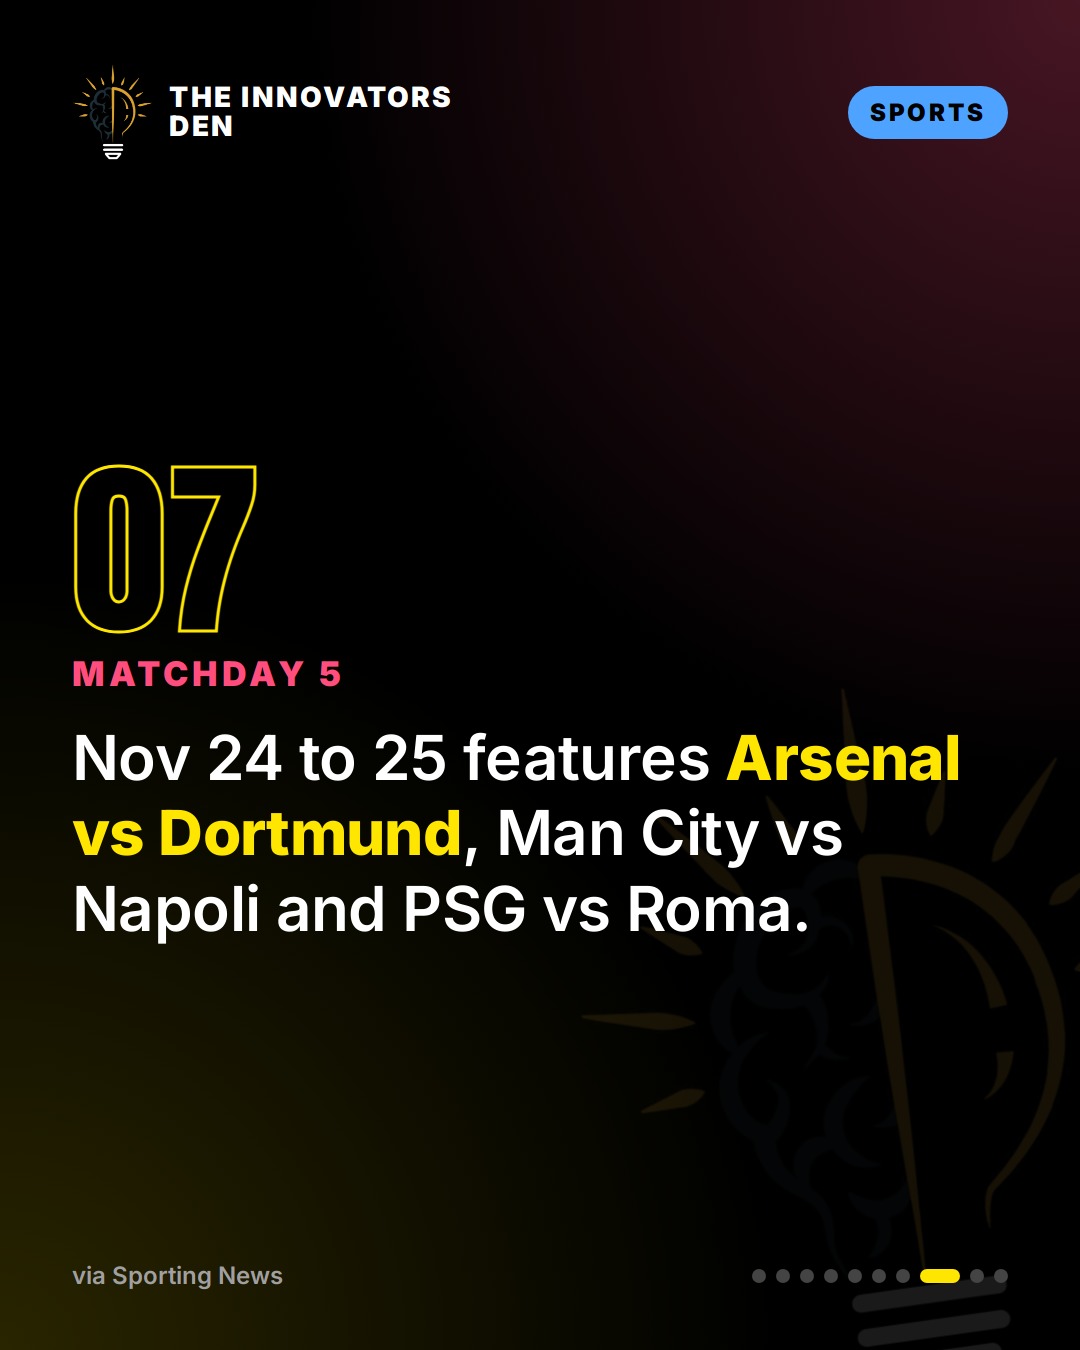 THE INNOVATORS
DEN
SPORTS
07
MATCHDAY 5
Nov 24 to 25 features Arsenal
vs Dortmund, Man City vs
Napoli and PSG vs Roma.
via Sporting News